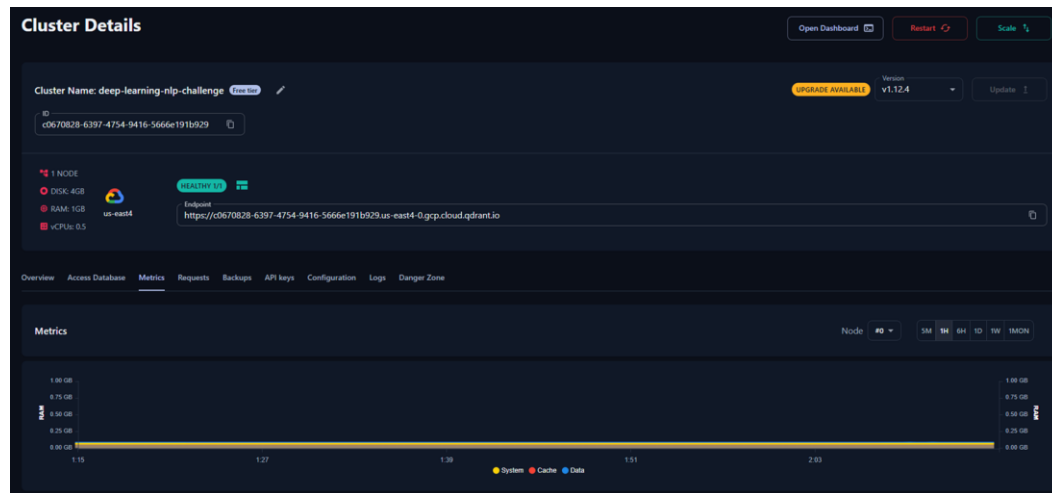 Cluster Details
Open Dashboard
Restart
Scale
Cluster Name: deep-learning-nlp-challenge Free tier
UPGRADE AVAILABLE
Version
v1.12.4
Update
ID
c0670828-6397-4754-9416-5666e191b929
1 NODE
DISK: 4GB
RAM: 1GB
vCPUs: 0.5
us-east4
HEALTHY 1/1
Endpoint
https://c0670828-6397-4754-9416-5666e191b929.us-east4-0.gcp.cloud.qdrant.io
Overview Access Database Metrics Requests Backups API keys Configuration Logs Danger Zone
Metrics
Node #0 5M 1H 6H 1D 1W 1MON
RAM
1.00 GB
0.75 GB
0.50 GB
0.25 GB
0.00 GB
1.00 GB
0.75 GB
0.50 GB
0.25 GB
0.00 GB
RAM
1:15 1:27 1:39 1:51 2:03
System Cache Data